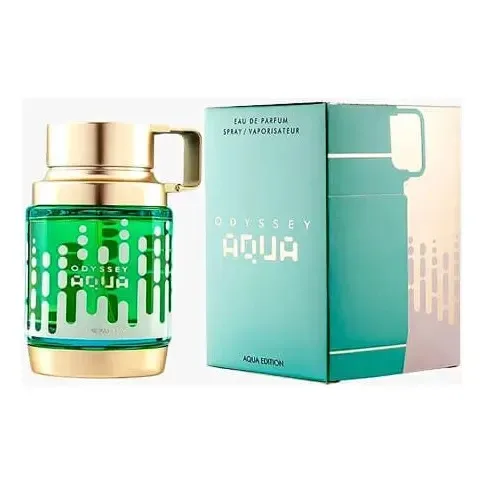 ODYSSEY
AQUA
EAU DE PARFUM
SPRAY / VAPORISATEUR
ODYSSEY
AQUA
AQUA EDITION